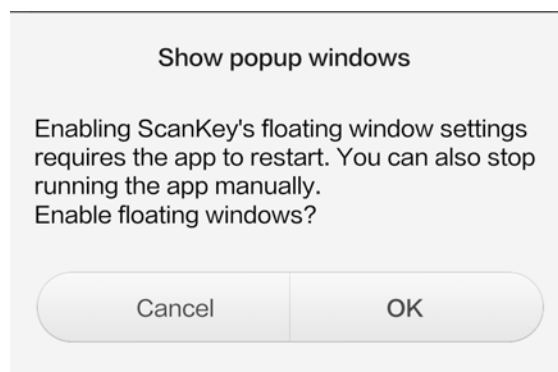 Show popup windows
Enabling ScanKey's floating window settings
requires the app to restart. You can also stop
running the app manually.
Enable floating windows?
Cancel
OK